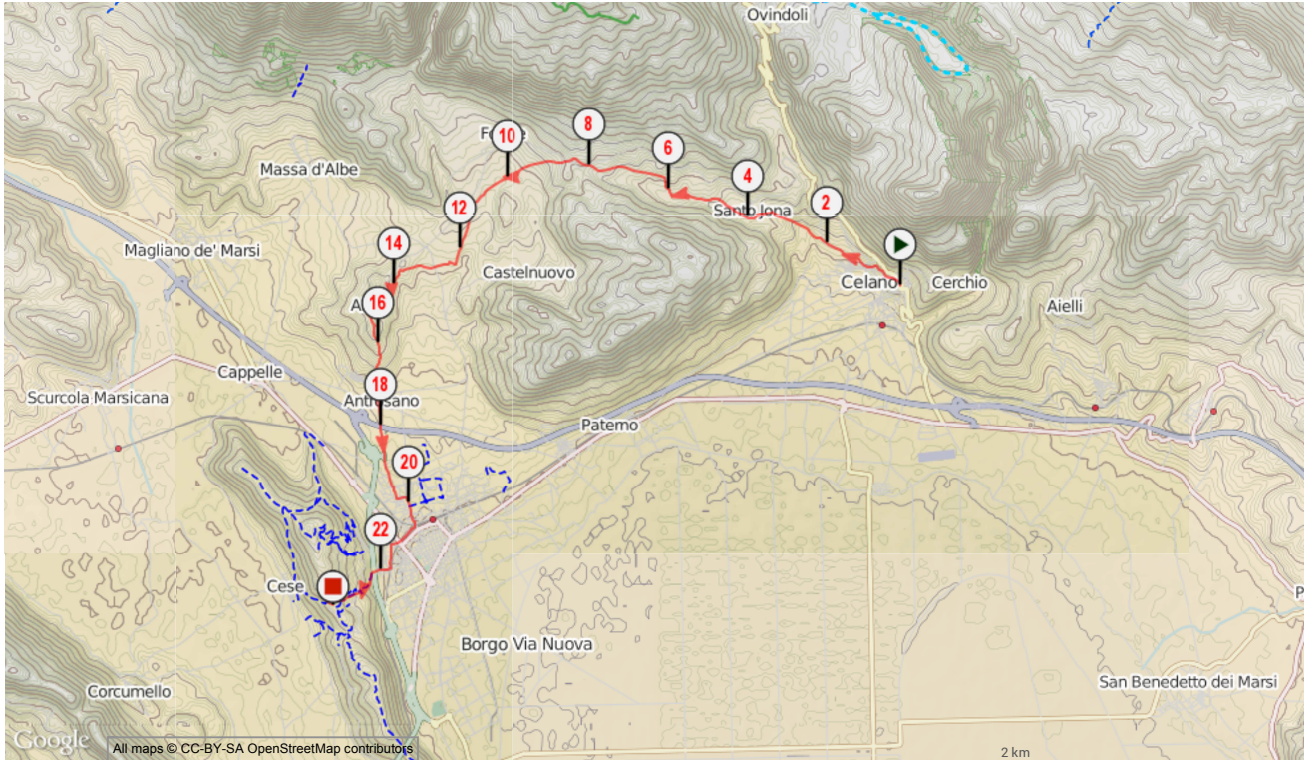 Ovindoli
8
10
6
Massa d'Albe
4
2
12
Santo Jona
14
Magliano de' Marsi
Castelnuovo
Celano
Cerchio
16
Aielli
Cappelle
18
Scurcola Marsicana
Paterno
20
22
Cese
Borgo Via Nuova
San Benedetto dei Marsi
Corcumello
Google
All maps © CC-BY-SA OpenStreetMap contributors
2 km